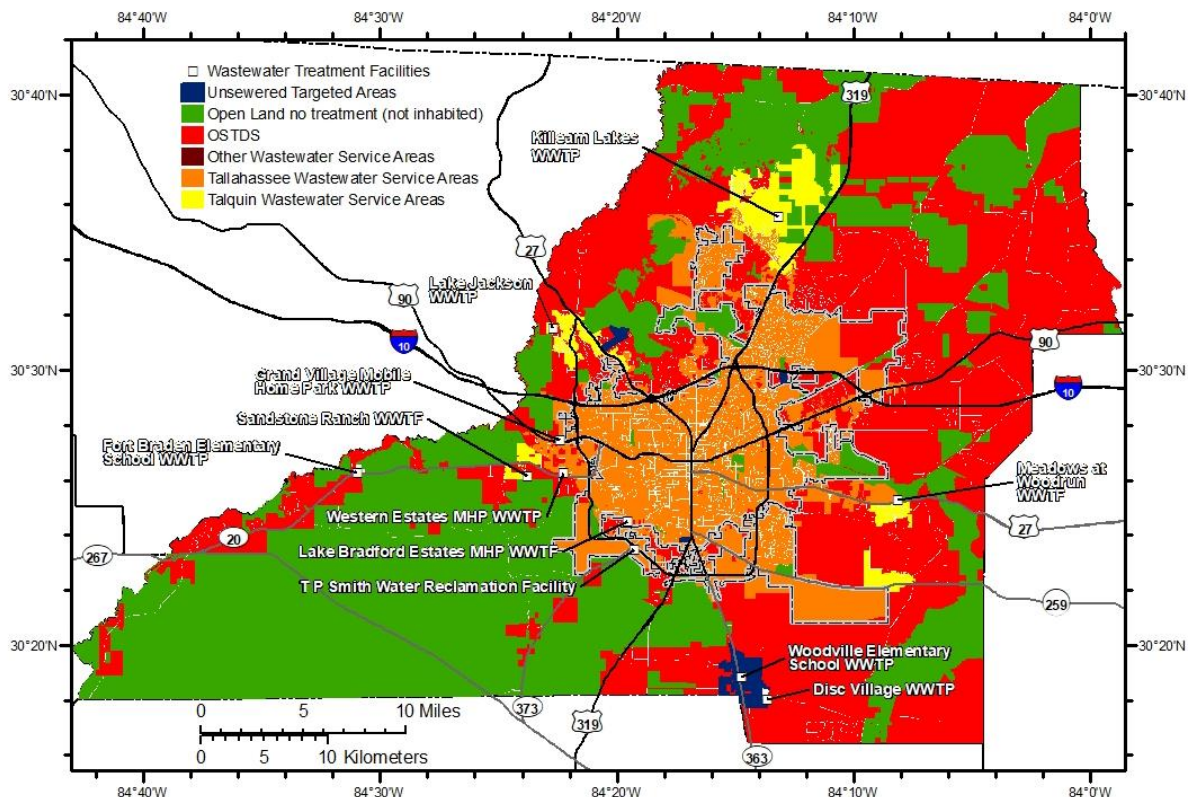 84°40'W 84°30'W 84°20'W 84°10'W 84°0'W
30°40'N 30°40'N
Wastewater Treatment Facilities
Unsewered Targeted Areas
Open Land no treatment (not inhabited)
OSTDS
Other Wastewater Service Areas
Tallahassee Wastewater Service Areas
Talquin Wastewater Service Areas
319
Killearn Lakes
WWTP
27
Lake Jackson
WWTP
90
10
90
30°30'N 30°30'N
Grand Village Mobile
Home Park WWTP
10
Sandstone Ranch WWTF
Fort Braden Elementary
School WWTP
Meadows at
Woodrun
WWTF
Western Estates MHP WWTP
27
20
Lake Bradford Estates MHP WWTF
267
T P Smith Water Reclamation Facility
259
30°20'N 30°20'N
Woodville Elementary
School WWTP
Disc Village WWTP
373
319
363
0 5 10 Miles
0 5 10 Kilometers
84°40'W 84°30'W 84°20'W 84°10'W 84°0'W